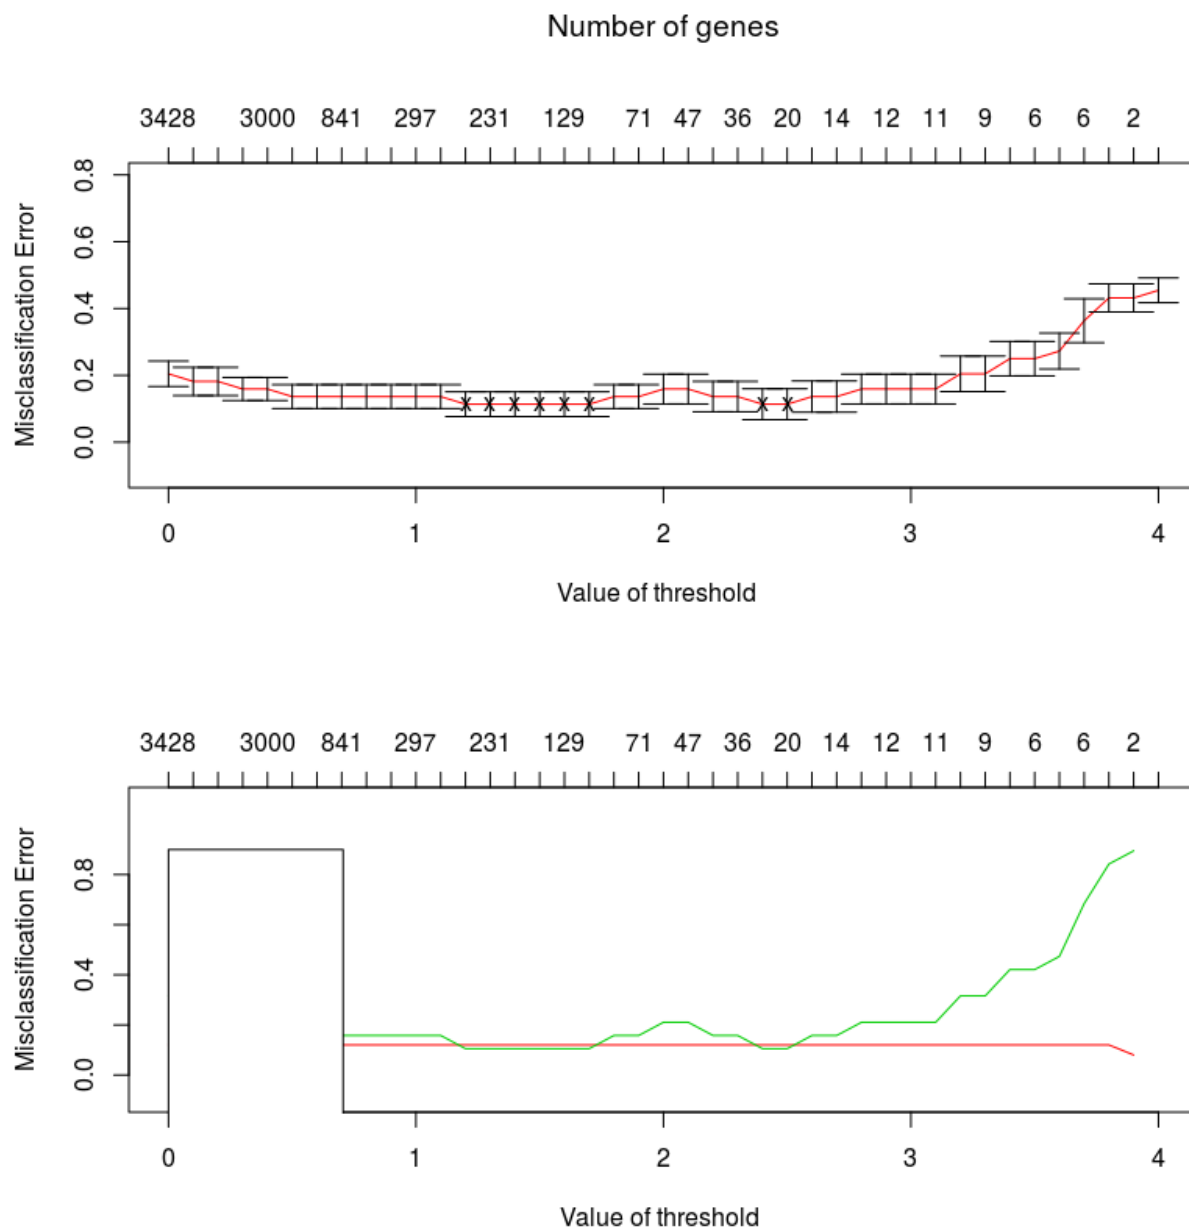 Number of genes
3428 3000 841 297 231 129 71 47 36 20 14 12 11 9 6 6 2
Misclassification Error
0.8
0.6
0.4
0.2
0.0
0 1 2 3 4
Value of threshold
3428 3000 841 297 231 129 71 47 36 20 14 12 11 9 6 6 2
Misclassification Error
0.8
0.4
0.0
0 1 2 3 4
Value of threshold